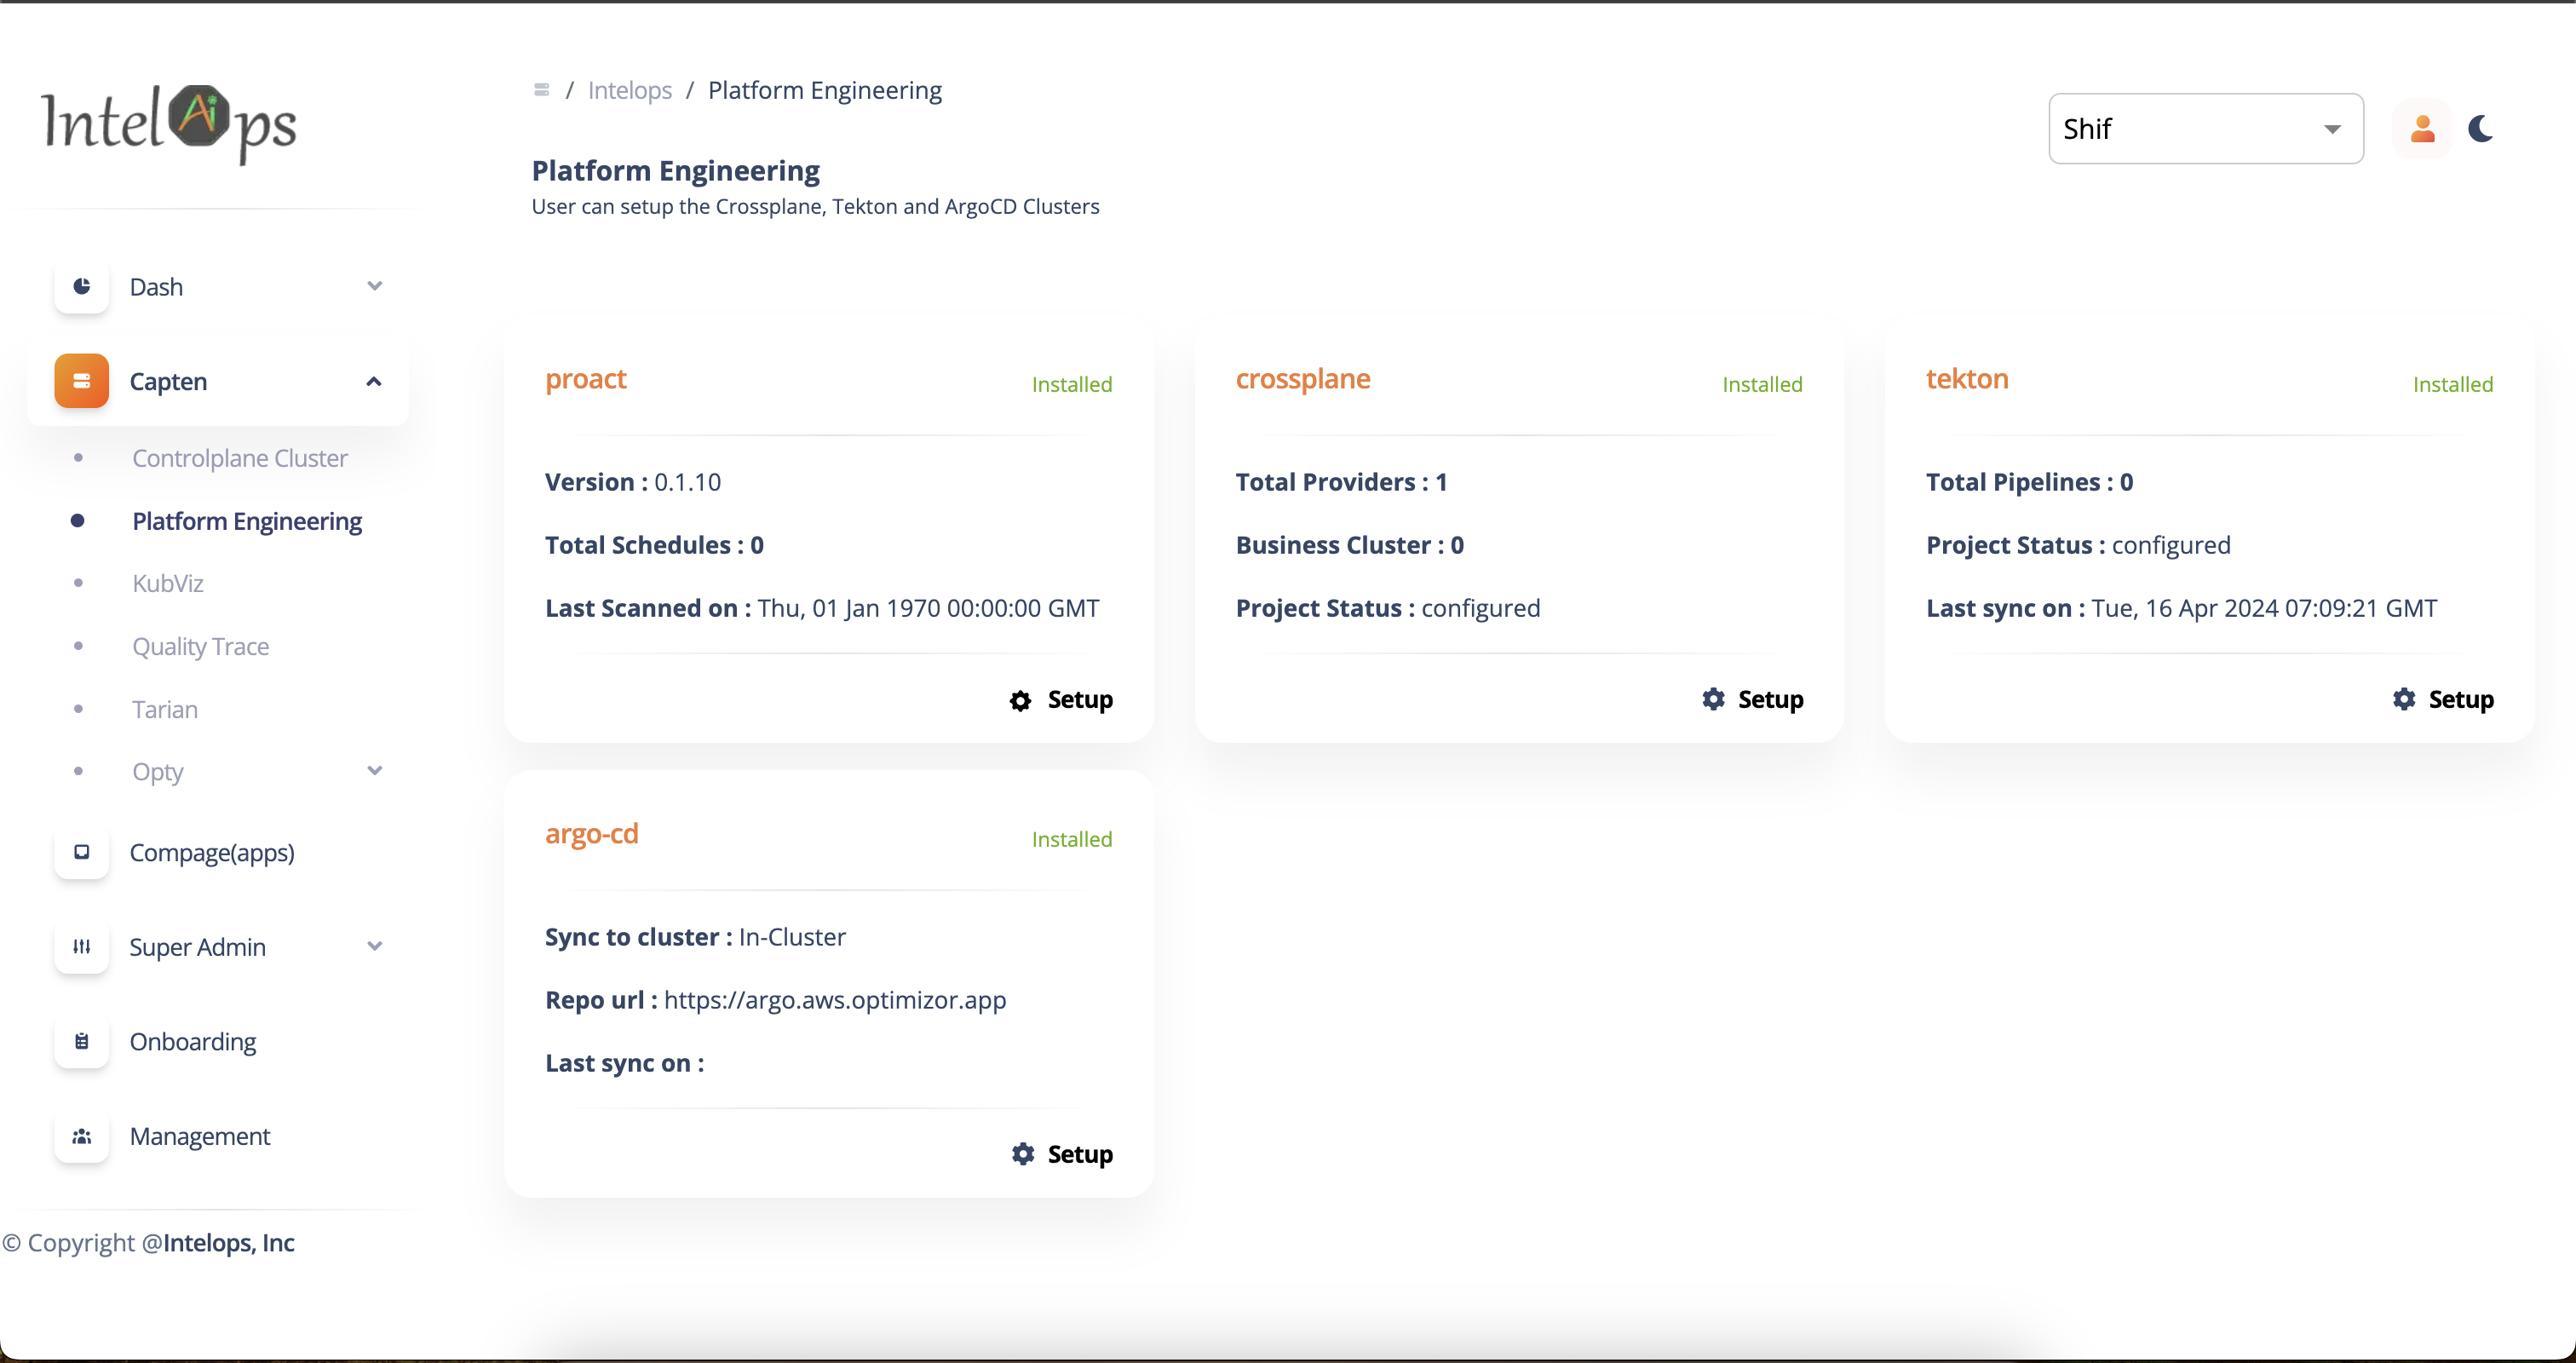 IntelAiOps
Dash
Capten
Controlplane Cluster
Platform Engineering
KubViz
Quality Trace
Tarian
Opty
Compage(apps)
Super Admin
Onboarding
Management
© Copyright @Intelops, Inc
/ Intelops / Platform Engineering
Platform Engineering
User can setup the Crossplane, Tekton and ArgoCD Clusters
Shif
proact Installed
Version : 0.1.10
Total Schedules : 0
Last Scanned on : Thu, 01 Jan 1970 00:00:00 GMT
Setup
crossplane Installed
Total Providers : 1
Business Cluster : 0
Project Status : configured
Setup
tekton Installed
Total Pipelines : 0
Project Status : configured
Last sync on : Tue, 16 Apr 2024 07:09:21 GMT
Setup
argo-cd Installed
Sync to cluster : In-Cluster
Repo url : https://argo.aws.optimizor.app
Last sync on :
Setup